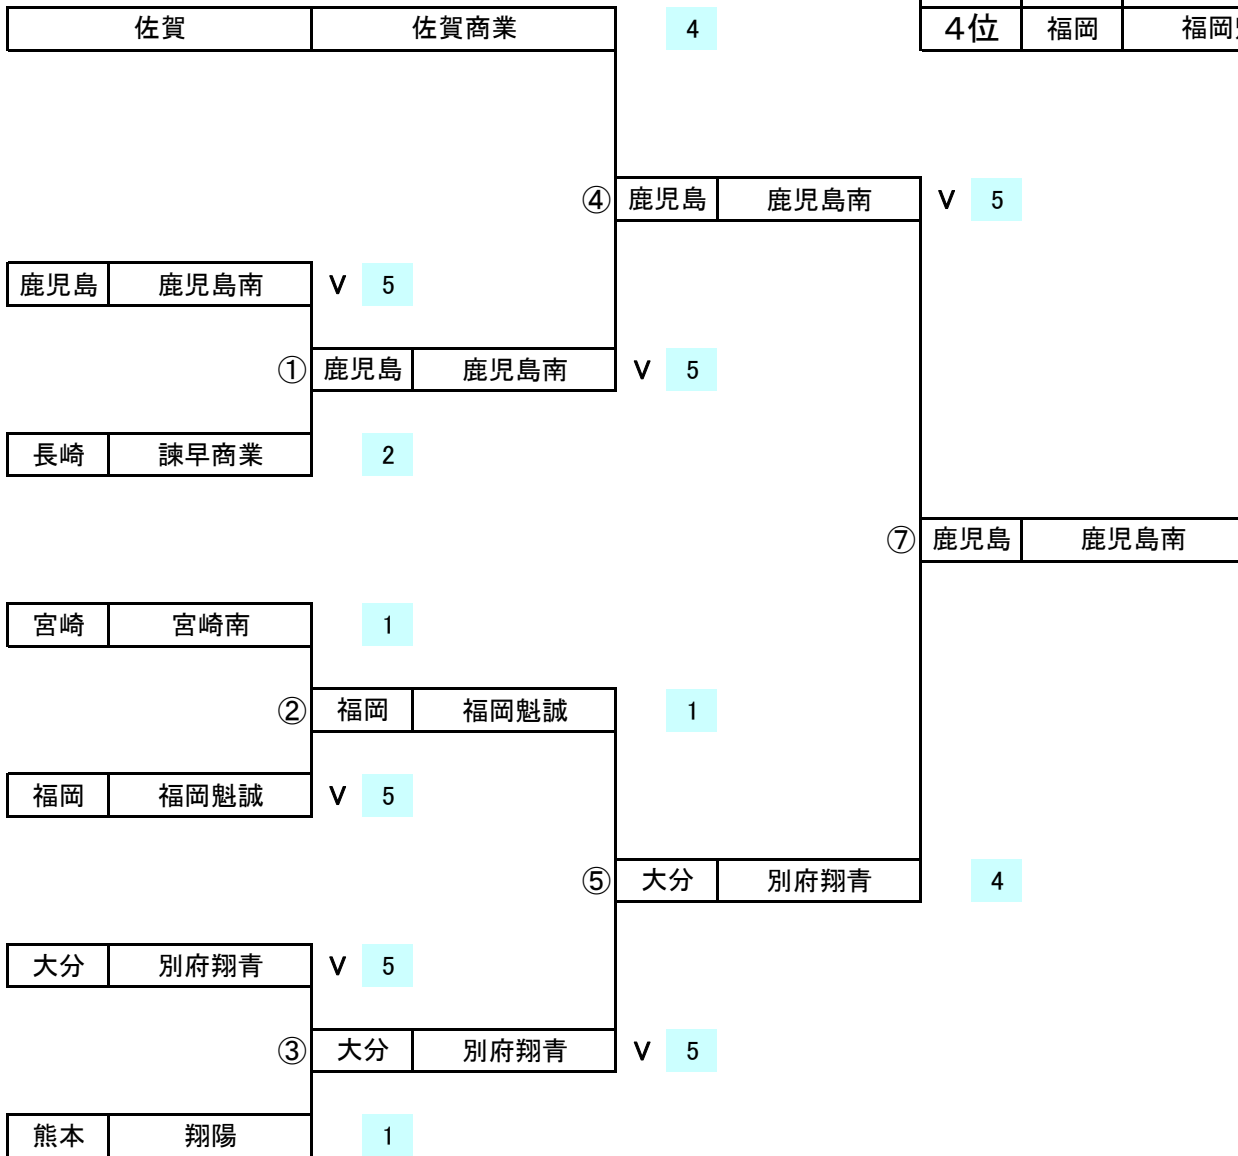 佐賀 佐賀商業 4 4位 福岡 福岡
④ 鹿児島 鹿児島南 V 5
鹿児島 鹿児島南 V 5
① 鹿児島 鹿児島南 V 5
長崎 諫早商業 2
⑦ 鹿児島 鹿児島南
宮崎 宮崎南 1
② 福岡 福岡魁誠 1
福岡 福岡魁誠 V 5
⑤ 大分 別府翔青 4
大分 別府翔青 V 5
③ 大分 別府翔青 V 5
熊本 翔陽 1